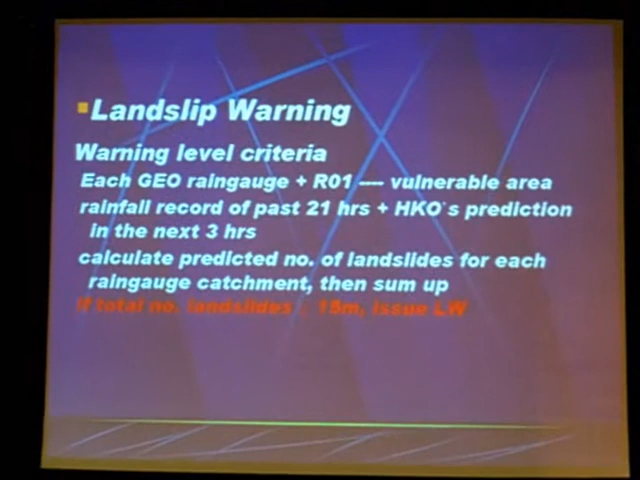 Landslip Warning
Warning level criteria
Each GEO raingauge + R01 ---- vulnerable area
rainfall record of past 21 hrs + HKO's prediction
in the next 3 hrs
calculate predicted no. of landslides for each
raingauge catchment, then sum up
If total no. landslides 15m, issue LW